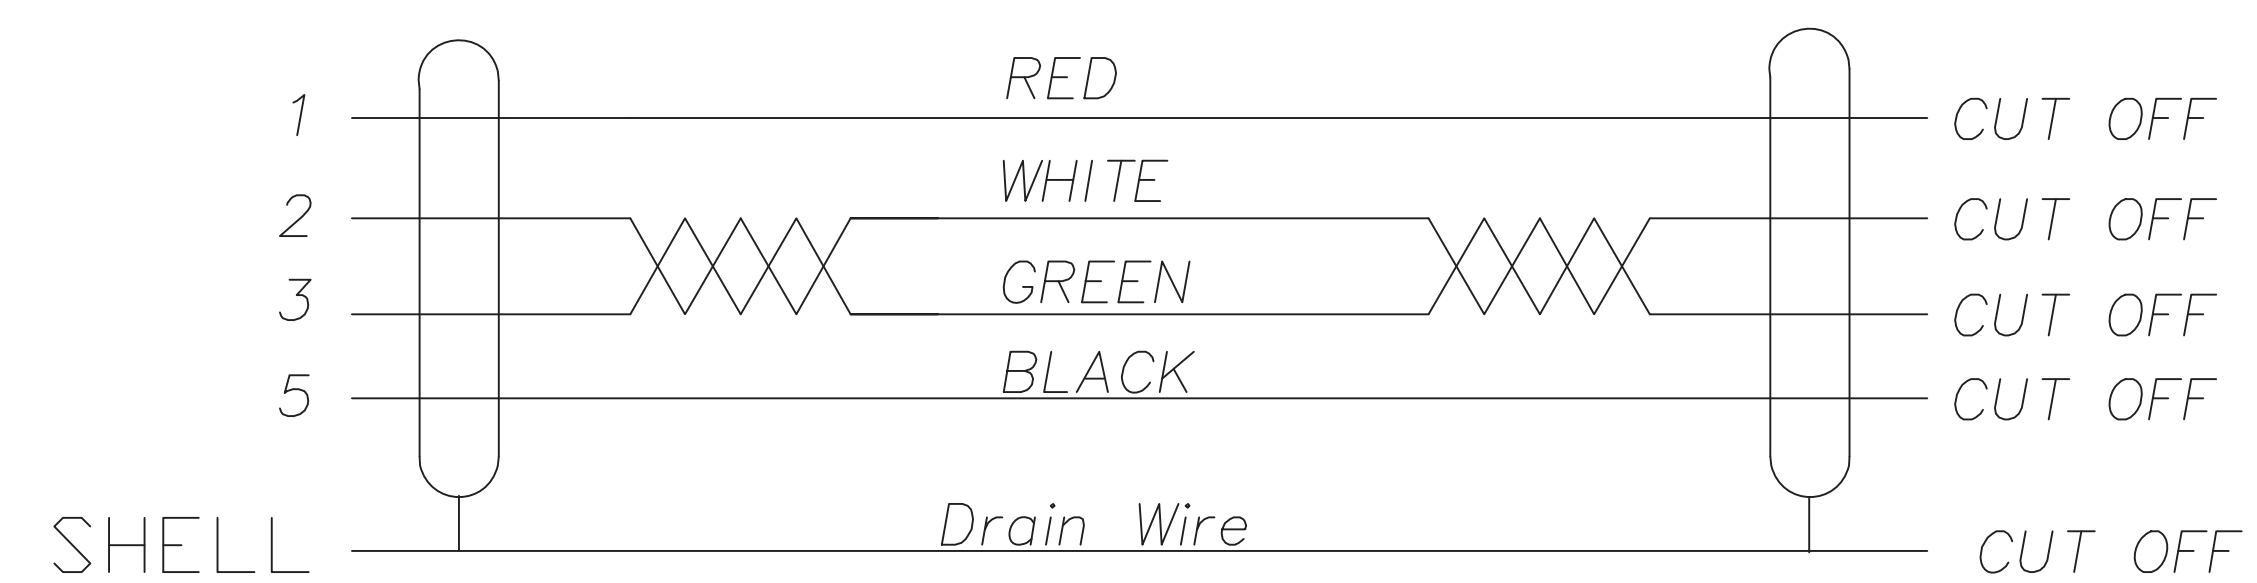 RED
1 CUT OFF
WHITE
2 CUT OFF
GREEN
3 CUT OFF
BLACK
5 CUT OFF
Drain Wire
SHELL CUT OFF